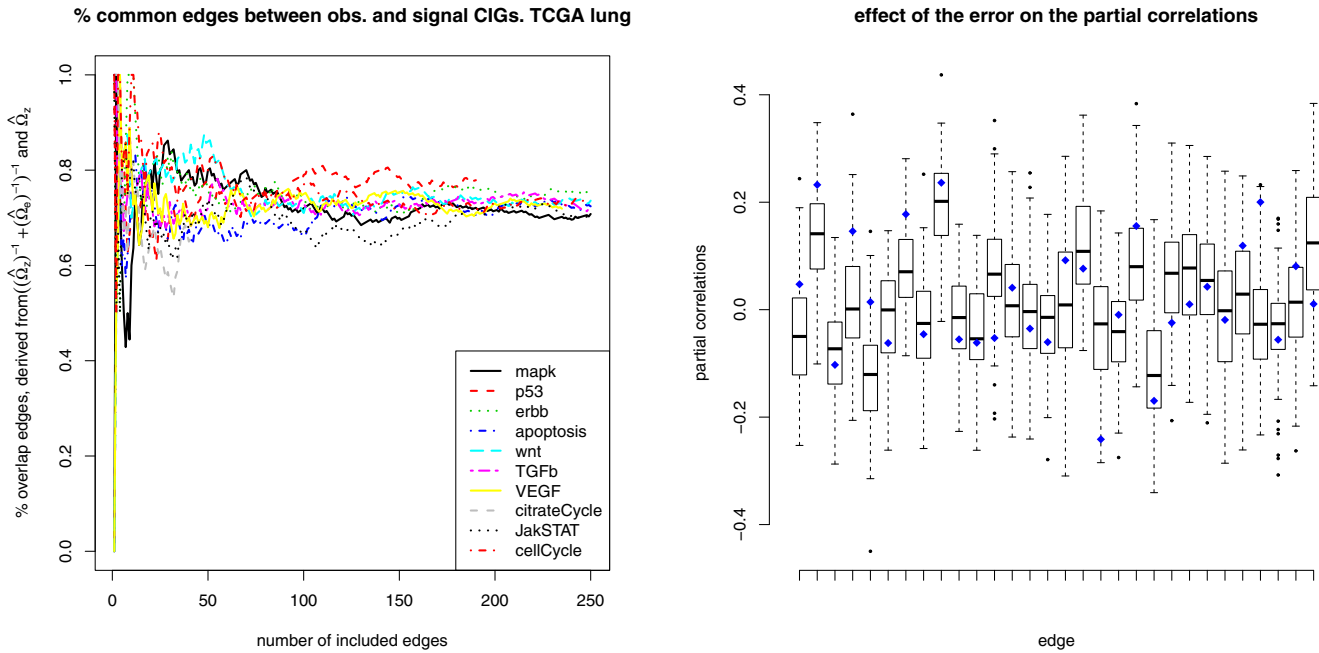 % common edges between obs. and signal CIGs. TCGA lung
% overlap edges, derived from((Ω̂z)⁻¹ +(Ω̂e)⁻¹)⁻¹ and Ω̂z
1.0
0.8
0.6
0.4
0.2
0.0
mapk
p53
erbb
apoptosis
wnt
TGFb
VEGF
citrateCycle
JakSTAT
cellCycle
0 50 100 150 200 250
number of included edges
effect of the error on the partial correlations
partial correlations
0.4
0.2
0.0
−0.2
−0.4
edge